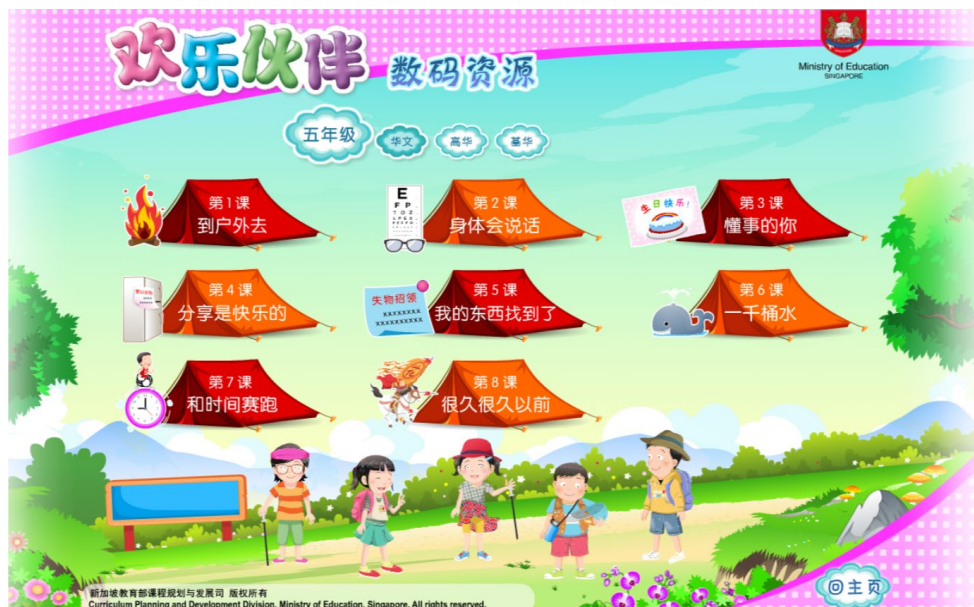 欢乐伙伴 数码资源
Ministry of Education
SINGAPORE
五年级 华文 高华 基华
第1课
到户外去
E
F P
T O Z
第2课
身体会说话
生日快乐!
第3课
懂事的你
第4课
分享是快乐的
失物招领
XXXXXXXX
XXXXXXXXXX
第5课
我的东西找到了
第6课
一千桶水
第7课
和时间赛跑
第8课
很久很久以前
新加坡教育部课程规划与发展司 版权所有
Curriculum Planning and Development Division, Ministry of Education, Singapore. All rights reserved.
回主页